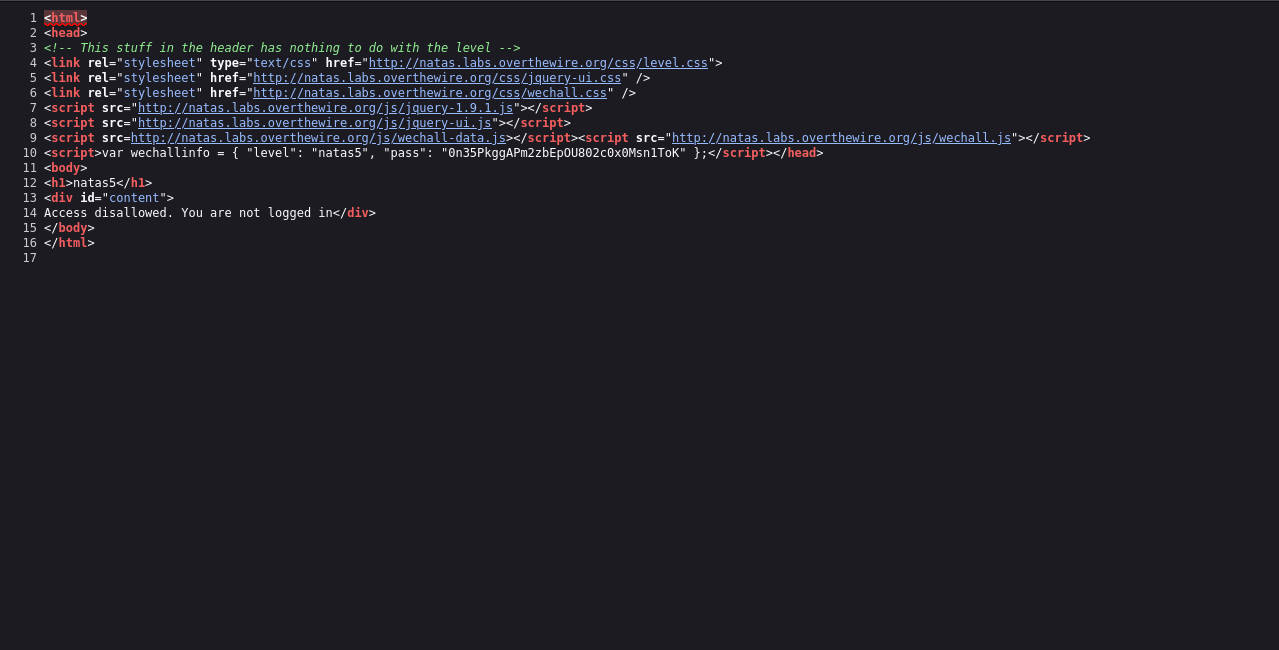 1 <html>
2 <head>
3 <!-- This stuff in the header has nothing to do with the level -->
4 <link rel="stylesheet" type="text/css" href="http://natas.labs.overthewire.org/css/level.css">
5 <link rel="stylesheet" href="http://natas.labs.overthewire.org/css/jquery-ui.css" />
6 <link rel="stylesheet" href="http://natas.labs.overthewire.org/css/wechall.css" />
7 <script src="http://natas.labs.overthewire.org/js/jquery-1.9.1.js"></script>
8 <script src="http://natas.labs.overthewire.org/js/jquery-ui.js"></script>
9 <script src=http://natas.labs.overthewire.org/js/wechall-data.js></script><script src="http://natas.labs.overthewire.org/js/wechall.js"></script>
10 <script>var wechallinfo = { "level": "natas5", "pass": "0n35PkggAPm2zbEpOU802c0x0Msn1ToK" };</script></head>
11 <body>
12 <h1>natas5</h1>
13 <div id="content">
14 Access disallowed. You are not logged in</div>
15 </body>
16 </html>
17